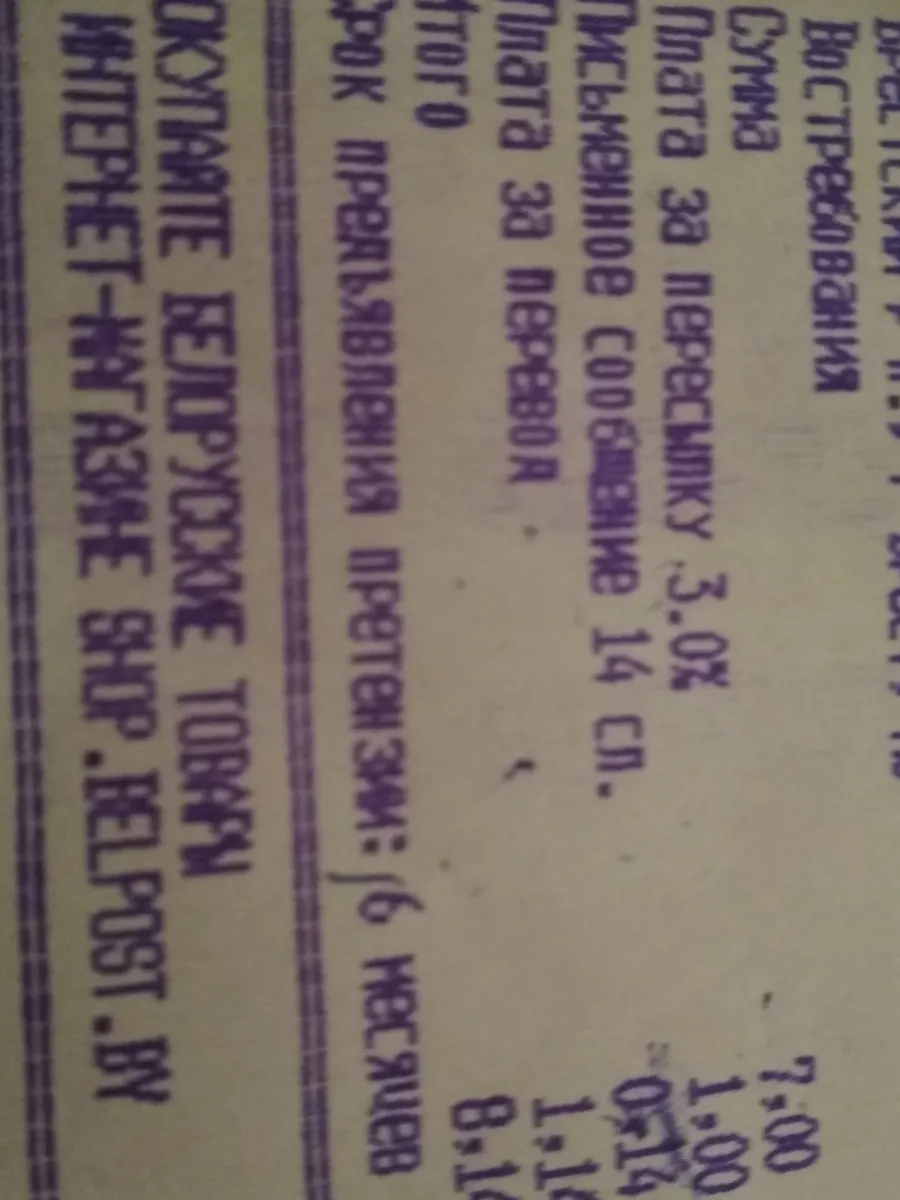 Востребования
Сумма 7,00
Плата за пересылку 3.0% 1,00
Письменное сообщение 14 сл. 0,14
Плата за перевод 1,14
Итого 8,14
Срок предъявления претензии: 6 месяцев
ПОКУПАЙТЕ БЕЛОРУССКИЕ ТОВАРЫ
ИНТЕРНЕТ-МАГАЗИНЕ SHOP.BELPOST.BY